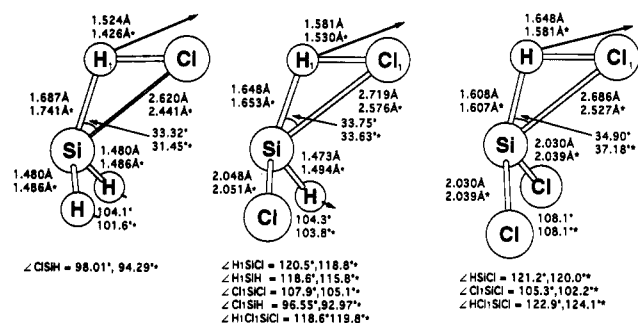 1.524Å
1.426Å*
H₁
Cl
1.687Å
1.741Å*
2.620Å
2.441Å*
33.32°
31.45°*
Si
1.480Å
1.486Å*
1.480Å
1.486Å*
H
H
104.1°
101.6°*
∠ClSiH = 98.01°, 94.29°*
1.581Å
1.530Å*
H₁
Cl₁
1.648Å
1.653Å*
2.719Å
2.576Å*
33.75°
33.63°*
Si
1.473Å
1.494Å*
2.048Å
2.051Å*
H
Cl
104.3°
103.8°*
∠H₁SiCl = 120.5°,118.8°*
∠H₁SiH = 118.6°,115.8°*
∠Cl₁SiCl = 107.9°,105.1°*
∠Cl₁SiH = 96.55°,92.97°*
∠H₁Cl₁SiCl = 118.6°119.8°*
1.648Å
1.581Å*
H
Cl₁
1.608Å
1.607Å*
2.686Å
2.527Å*
34.90°
37.18°*
Si
2.030Å
2.039Å*
2.030Å
2.039Å*
Cl
Cl
108.1°
108.1°*
∠HSiCl = 121.2°,120.0°*
∠Cl₁SiCl = 105.3°,102.2°*
∠HCl₁SiCl = 122.9°,124.1°*